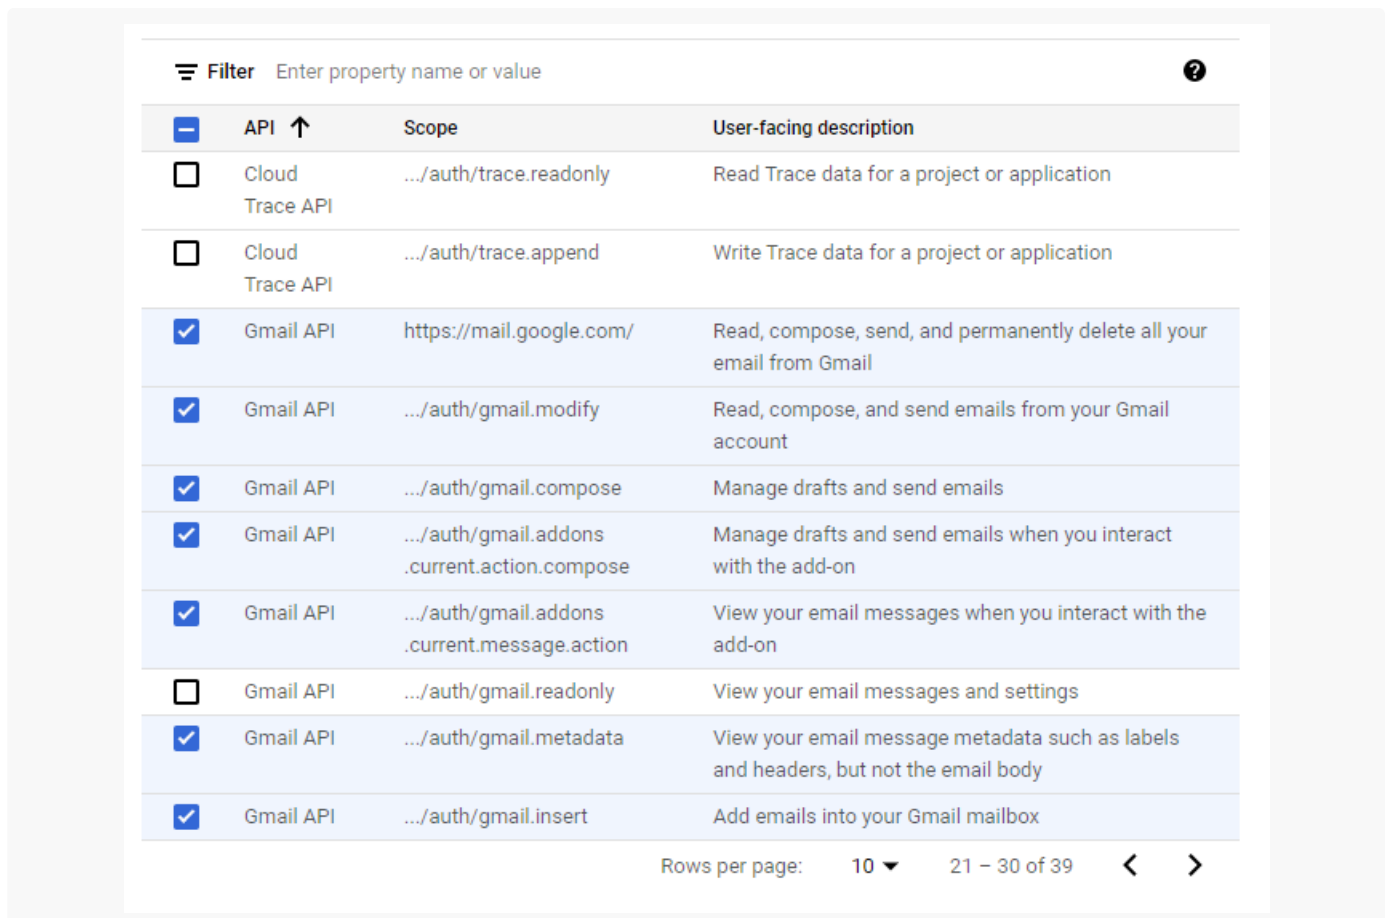 Filter Enter property name or value
API Scope User-facing description
Cloud Trace API .../auth/trace.readonly Read Trace data for a project or application
Cloud Trace API .../auth/trace.append Write Trace data for a project or application
Gmail API https://mail.google.com/ Read, compose, send, and permanently delete all your
email from Gmail
Gmail API .../auth/gmail.modify Read, compose, and send emails from your Gmail
account
Gmail API .../auth/gmail.compose Manage drafts and send emails
Gmail API .../auth/gmail.addons Manage drafts and send emails when you interact
.current.action.compose with the add-on
Gmail API .../auth/gmail.addons View your email messages when you interact with the
.current.message.action add-on
Gmail API .../auth/gmail.readonly View your email messages and settings
Gmail API .../auth/gmail.metadata View your email message metadata such as labels
and headers, but not the email body
Gmail API .../auth/gmail.insert Add emails into your Gmail mailbox
Rows per page: 10 21 – 30 of 39